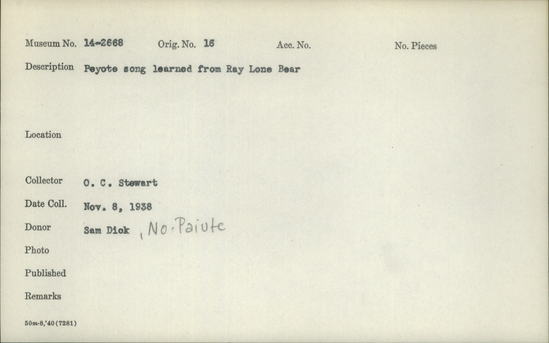 Museum No. 14-2668 Orig. No. 16 Acc. No. No. Pieces
Description Peyote song learned from Ray Lone Bear
Location
Collector O. C. Stewart
Date Coll. Nov. 8, 1938
Donor Sam Dick , No. Paiute
Photo
Published
Remarks
50m-8,'40(7281)